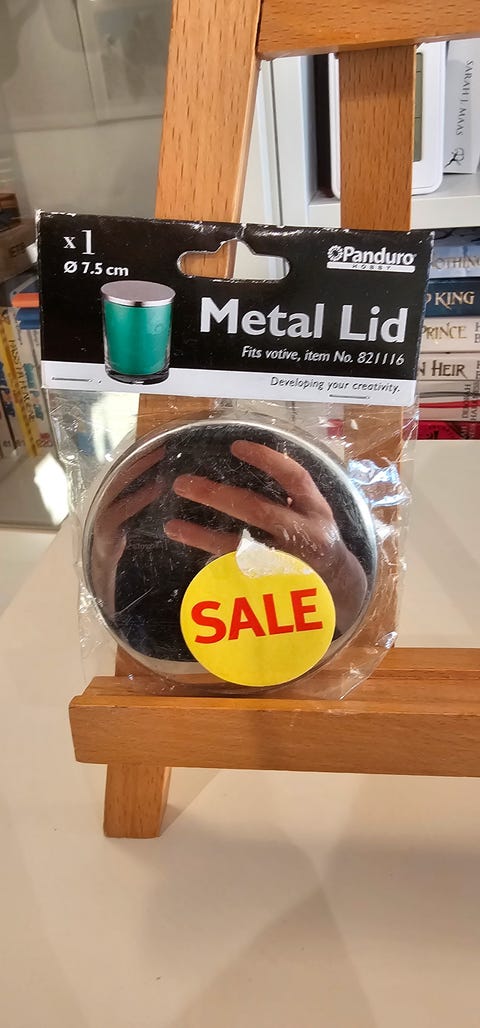 x 1
Ø 7.5 cm
Panduro
HOBBY
Metal Lid
Fits votive, item No. 821116
Developing your creativity.
SALE
SARAH J. MAAS
KING
PRINCE
HEIR